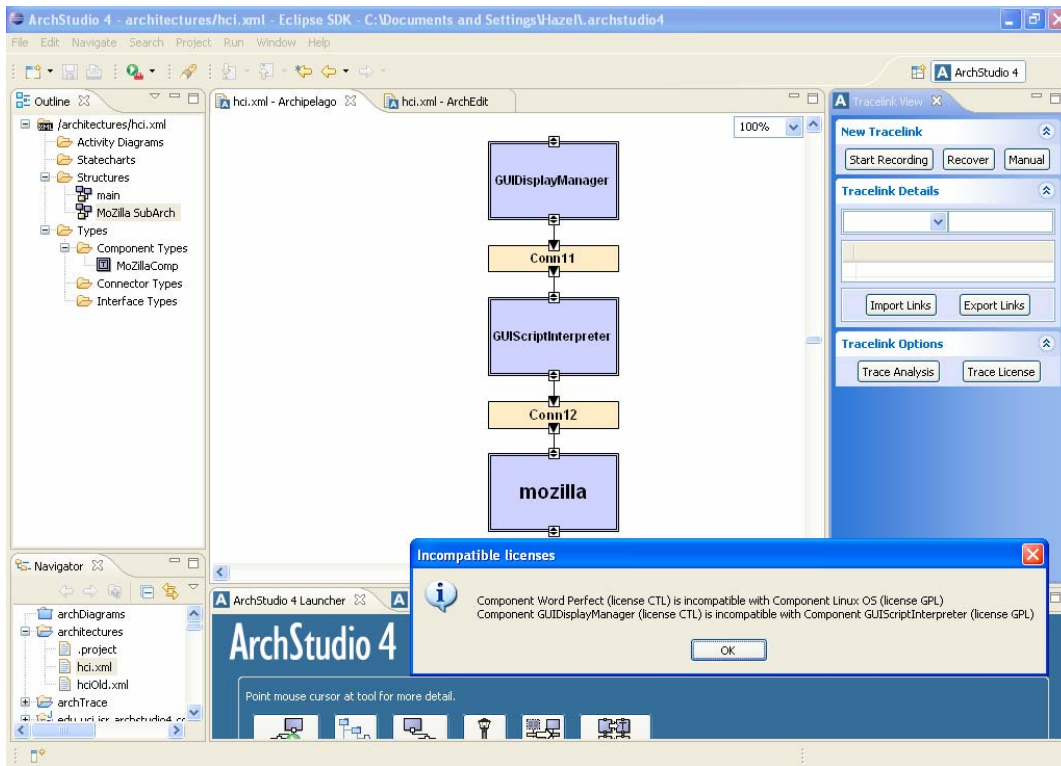 ArchStudio 4 - architectures/hci.xml - Eclipse SDK - C:\Documents and Settings\Hazel\.archstudio4
File Edit Navigate Search Project Run Window Help
A ArchStudio 4
Outline
/architectures/hci.xml
Activity Diagrams
Statecharts
Structures
main
MoZilla SubArch
Types
Component Types
MoZillaComp
Connector Types
Interface Types
hci.xml - Archipelago
hci.xml - ArchEdit
100%
GUIDisplayManager
Conn11
GUIScriptInterpreter
Conn12
mozilla
A Tracelink View
New Tracelink
Start Recording Recover Manual
Tracelink Details
Import Links Export Links
Tracelink Options
Trace Analysis Trace License
Navigator
archDiagrams
architectures
.project
hci.xml
hciOld.xml
archTrace
A ArchStudio 4 Launcher A
ArchStudio 4
Point mouse cursor at tool for more detail.
Incompatible licenses
Component Word Perfect (license CTL) is incompatible with Component Linux OS (license GPL)
Component GUIDisplayManager (license CTL) is incompatible with Component GUIScriptInterpreter (license GPL)
OK